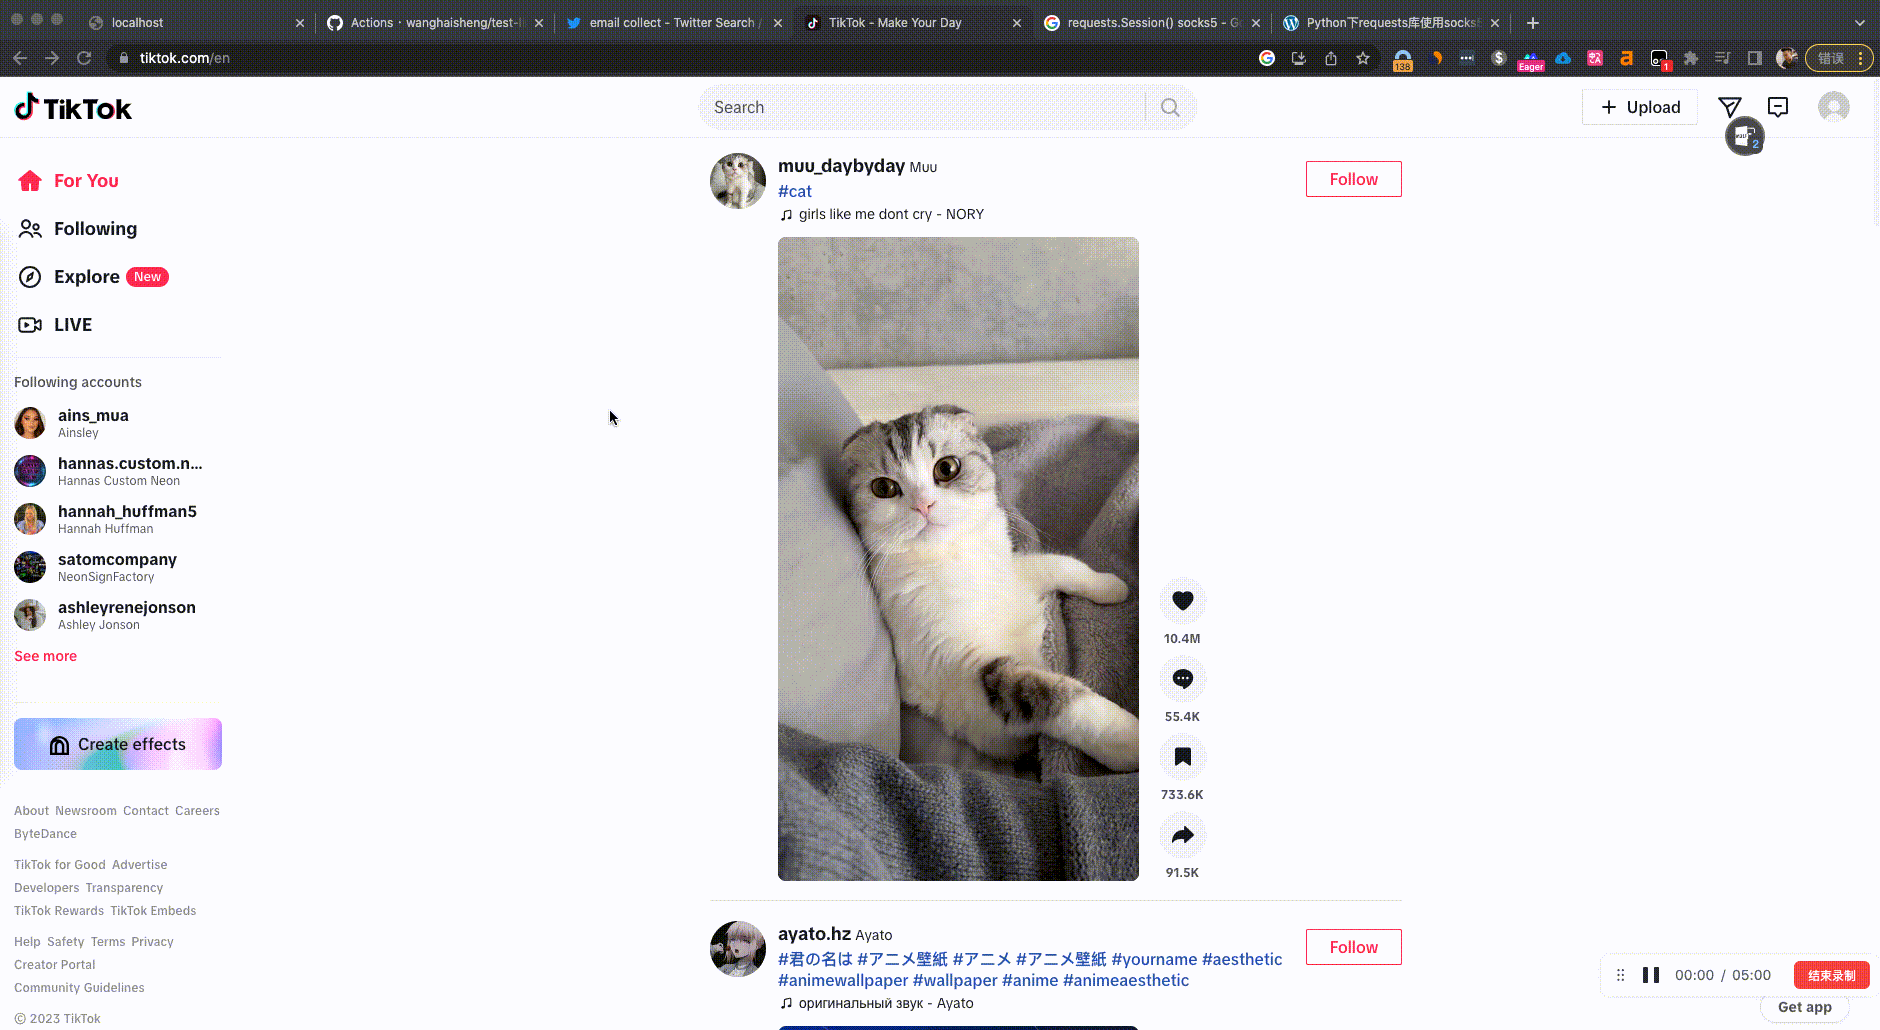 localhost
Actions · wanghaisheng/test-li
email collect - Twitter Search /
TikTok - Make Your Day
requests.Session() socks5 - Go
Python下requests库使用socks5
tiktok.com/en
138
Eager
1
错误
TikTok
Search
Upload
2
For You
Following
Explore New
LIVE
Following accounts
ains_mua
Ainsley
hannas.custom.n...
Hannas Custom Neon
hannah_huffman5
Hannah Huffman
satomcompany
NeonSignFactory
ashleyrenejonson
Ashley Jonson
See more
Create effects
About Newsroom Contact Careers
ByteDance
TikTok for Good Advertise
Developers Transparency
TikTok Rewards TikTok Embeds
Help Safety Terms Privacy
Creator Portal
Community Guidelines
© 2023 TikTok
muu_daybyday Muu
#cat
girls like me dont cry - NORY
Follow
10.4M
55.4K
733.6K
91.5K
ayato.hz Ayato
#君の名は #アニメ壁紙 #アニメ #アニメ壁紙 #yourname #aesthetic
#animewallpaper #wallpaper #anime #animeaesthetic
оригинальный звук - Ayato
Follow
00:00 / 05:00
结束录制
Get app